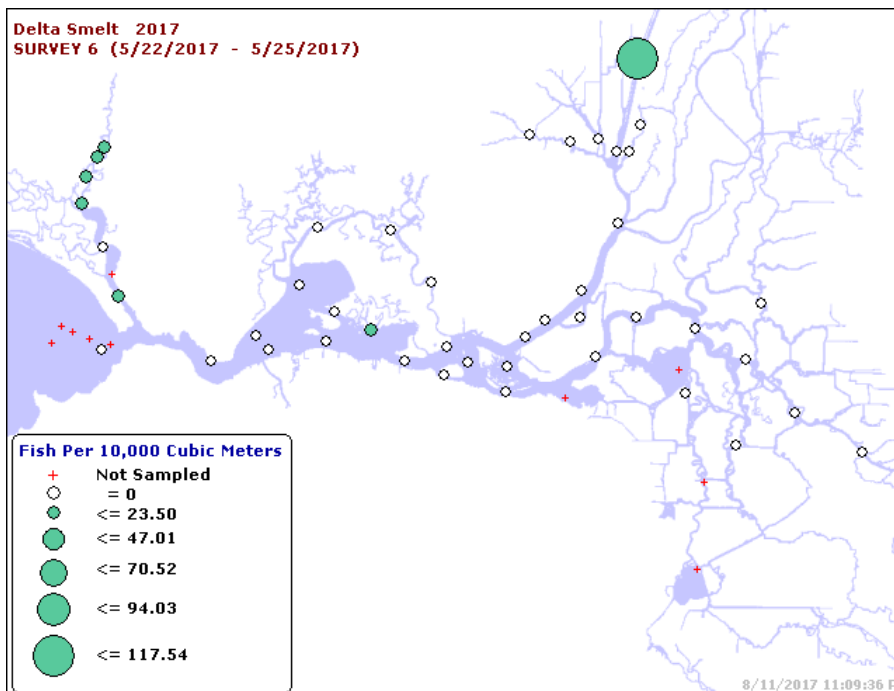 Delta Smelt 2017
SURVEY 6 (5/22/2017 - 5/25/2017)
Fish Per 10,000 Cubic Meters
Not Sampled
= 0
<= 23.50
<= 47.01
<= 70.52
<= 94.03
<= 117.54
8/11/2017 11:09:36